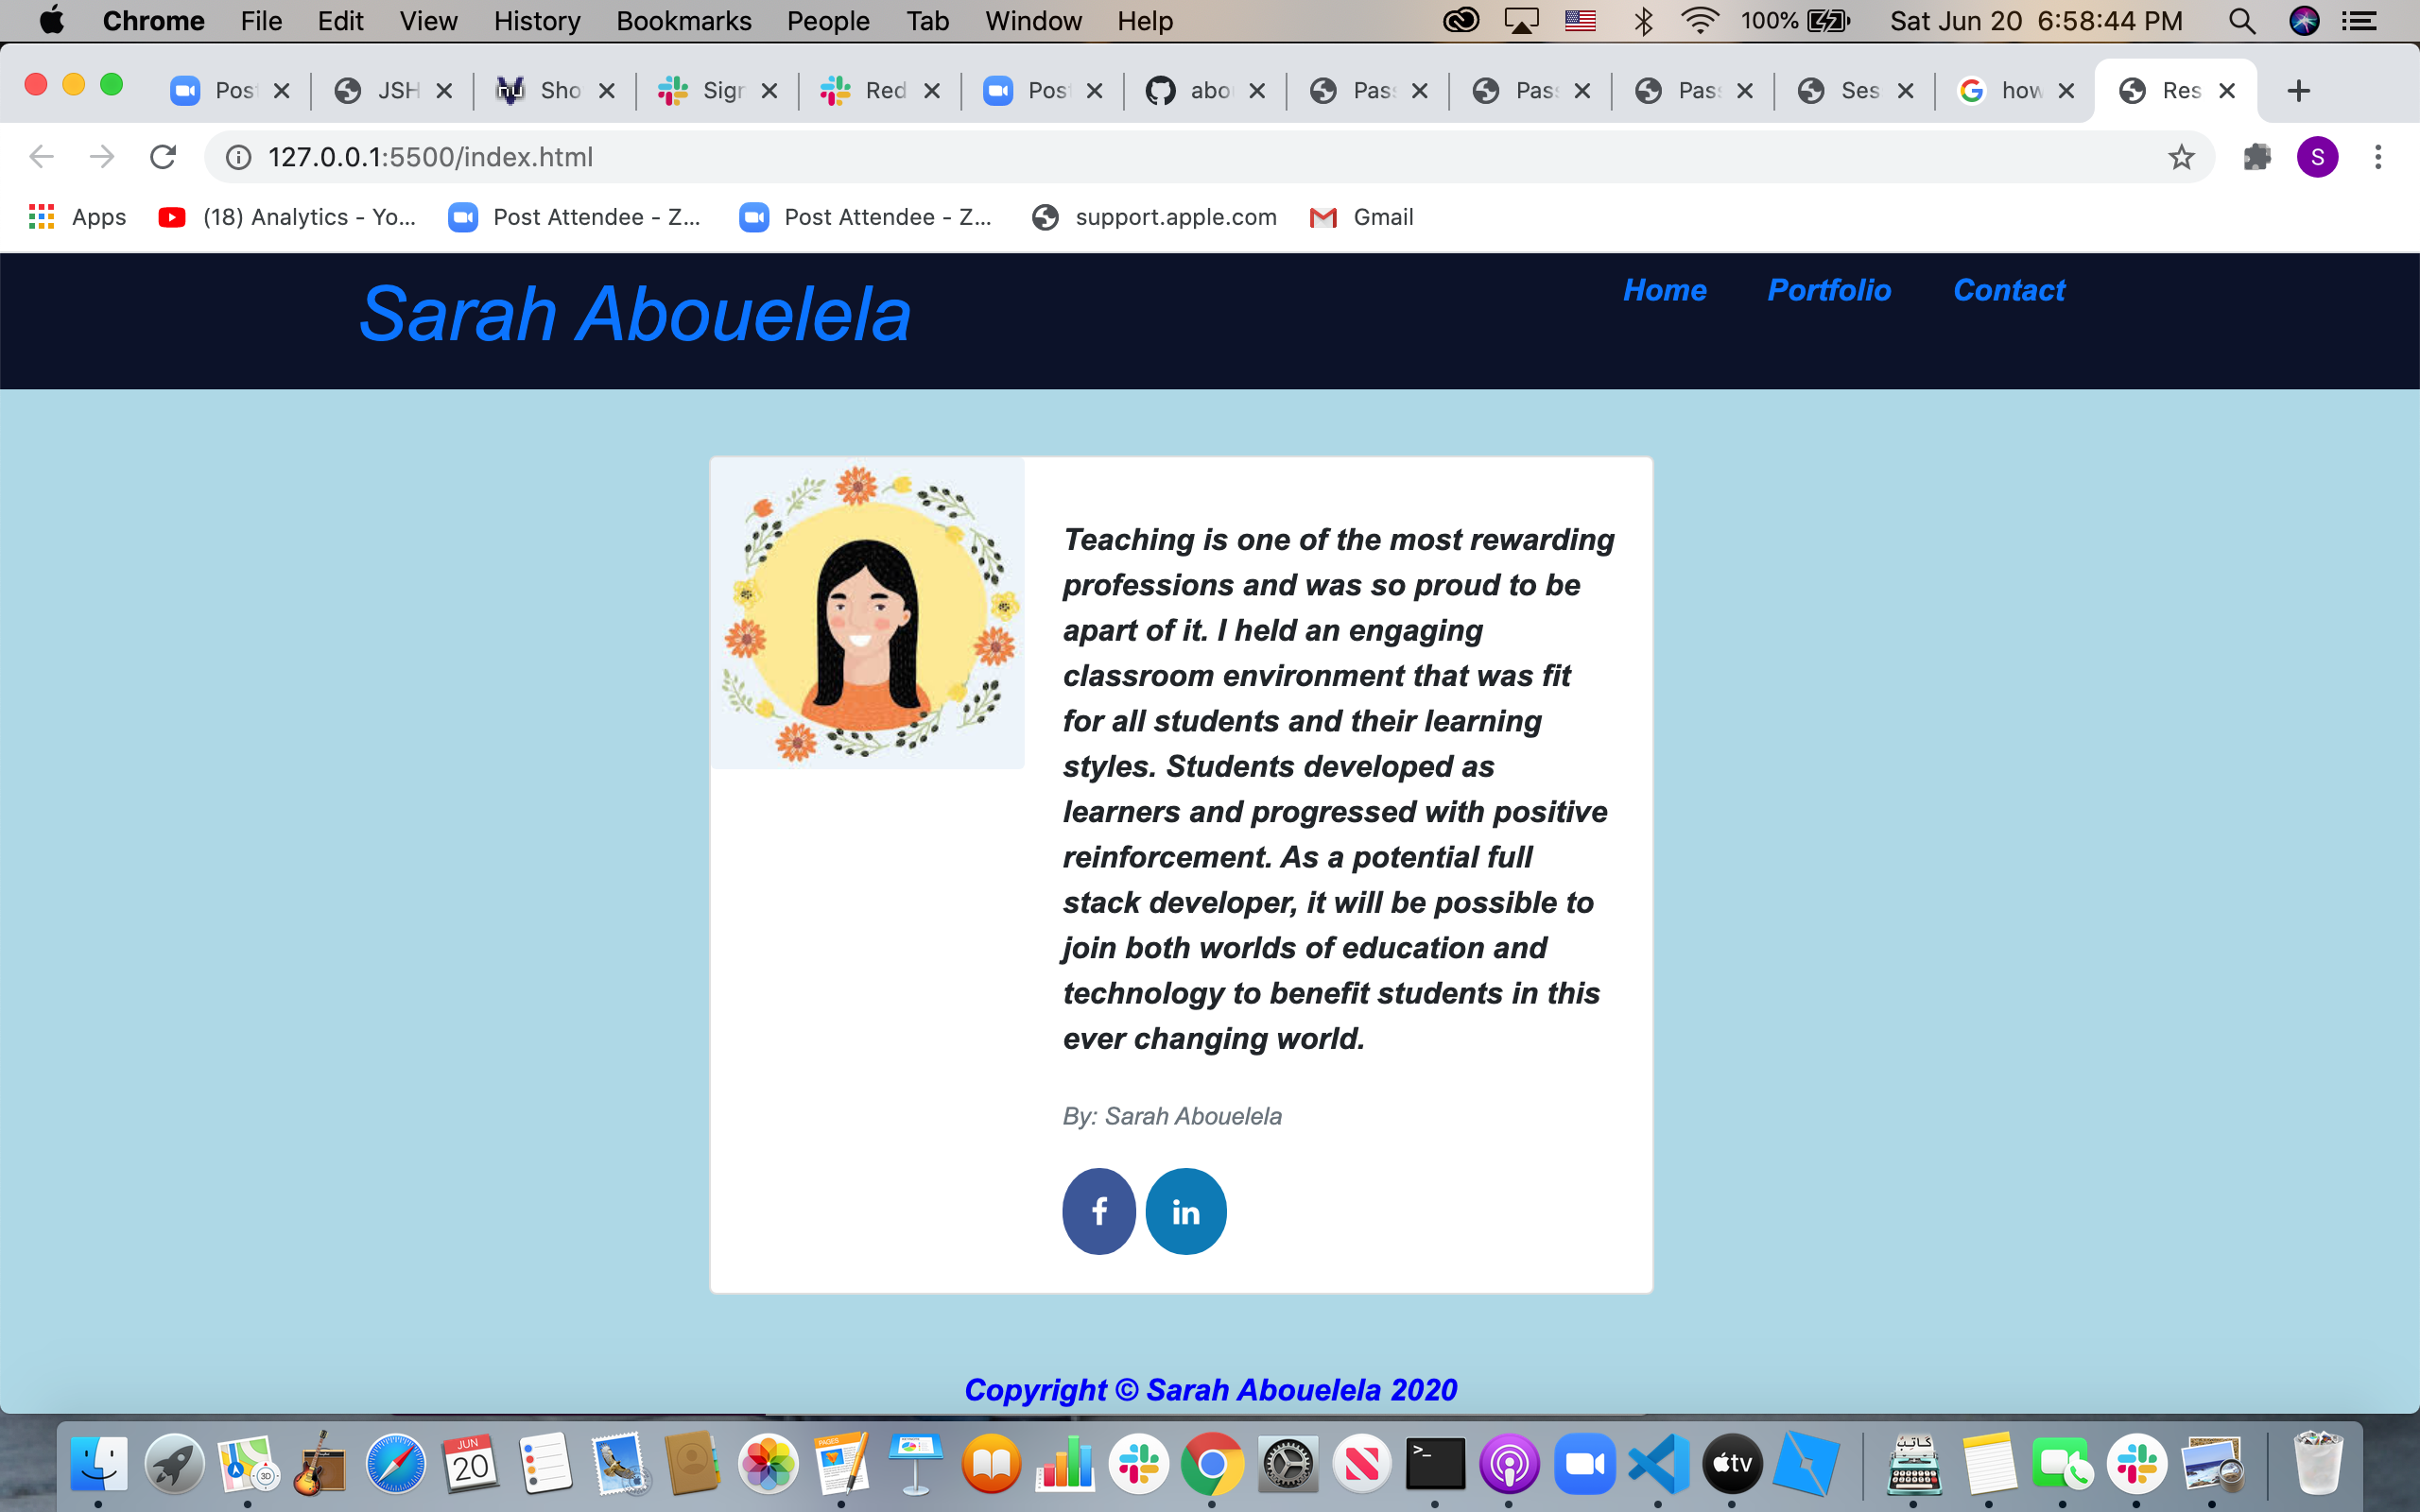 Chrome File Edit View History Bookmarks People Tab Window Help 100% Sat Jun 20 6:58:44 PM
Pos JSH Sho Sigr Red Pos abo Pas Pas Pas Ses how Res
127.0.0.1:5500/index.html S
Apps (18) Analytics - Yo... Post Attendee - Z... Post Attendee - Z... support.apple.com Gmail
Sarah Abouelela Home Portfolio Contact
Teaching is one of the most rewarding
professions and was so proud to be
apart of it. I held an engaging
classroom environment that was fit
for all students and their learning
styles. Students developed as
learners and progressed with positive
reinforcement. As a potential full
stack developer, it will be possible to
join both worlds of education and
technology to benefit students in this
ever changing world.
By: Sarah Abouelela
f in
Copyright © Sarah Abouelela 2020
JUN
20
3D
PAGES
>_
tv
كاتِب